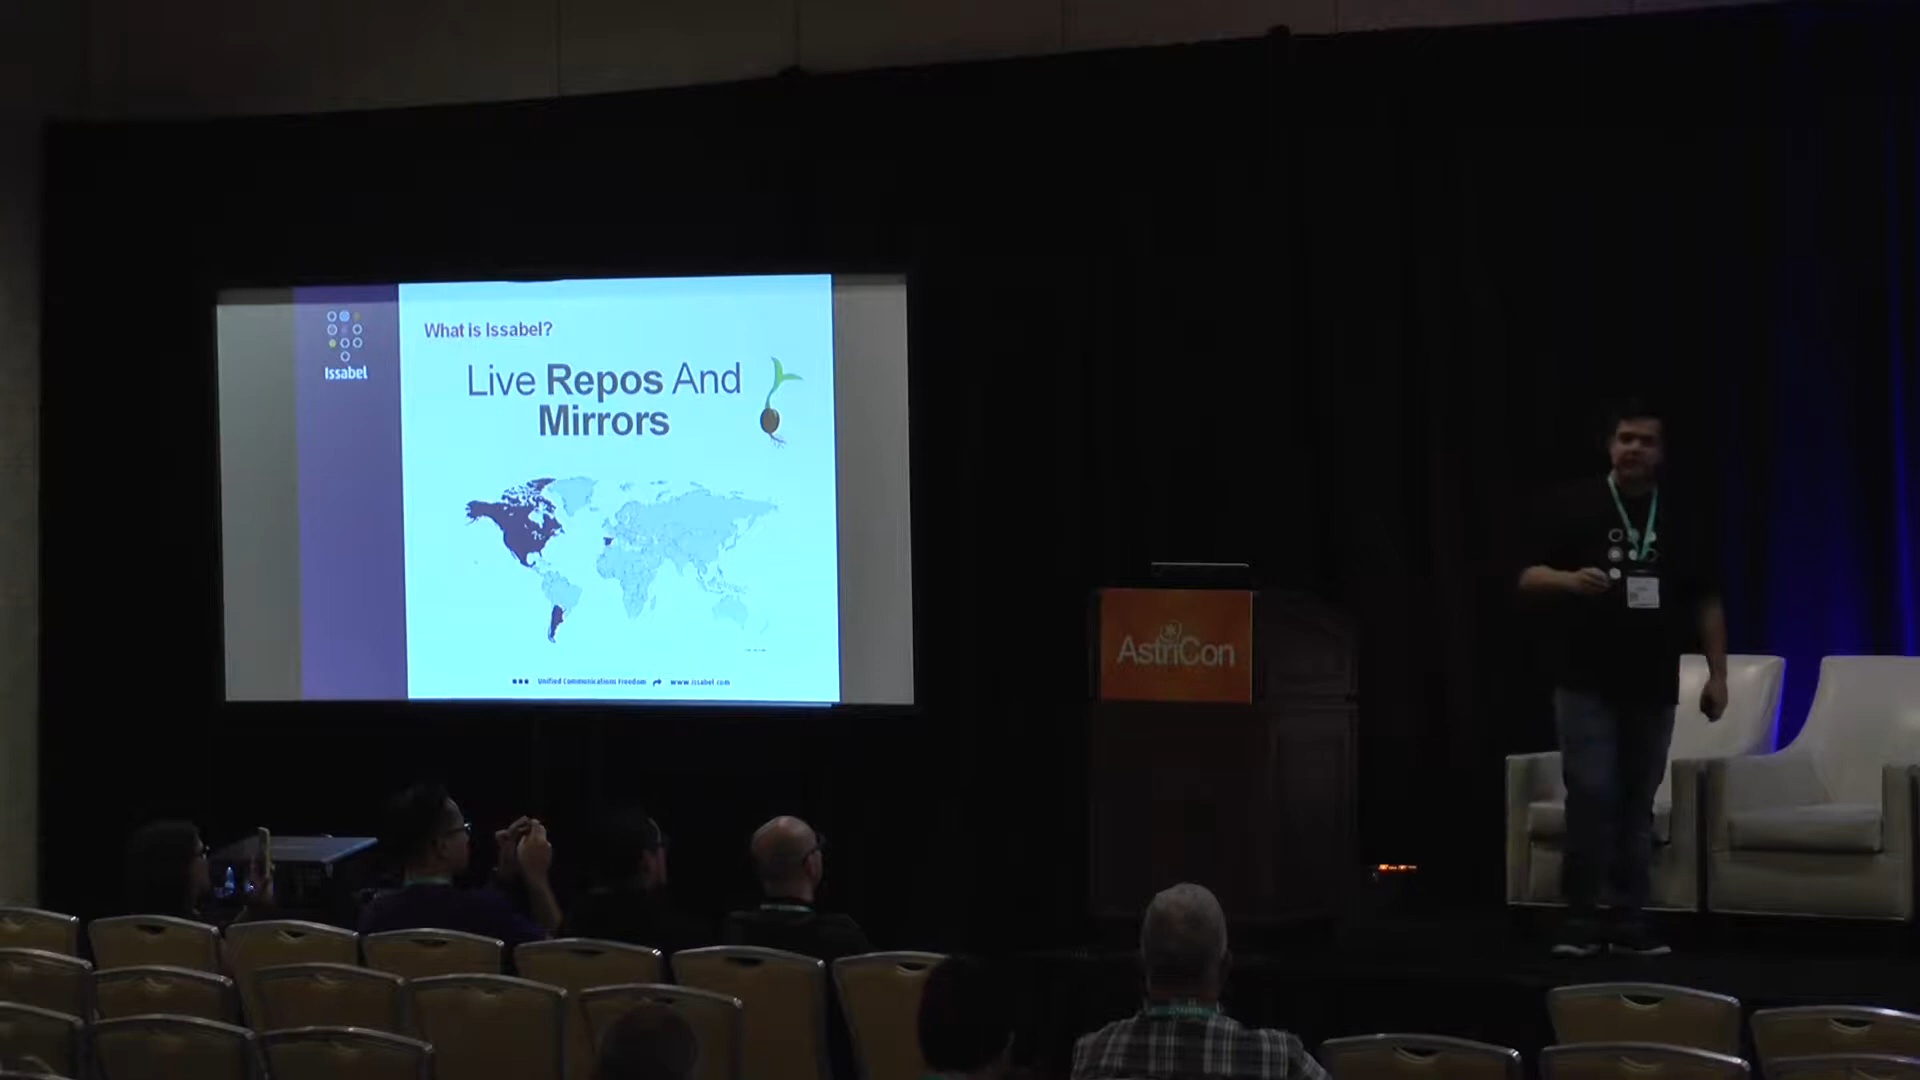 Issabel
What is Issabel?
Live Repos And
Mirrors
Unified Communications Freedom
www.issabel.com
AstriCon